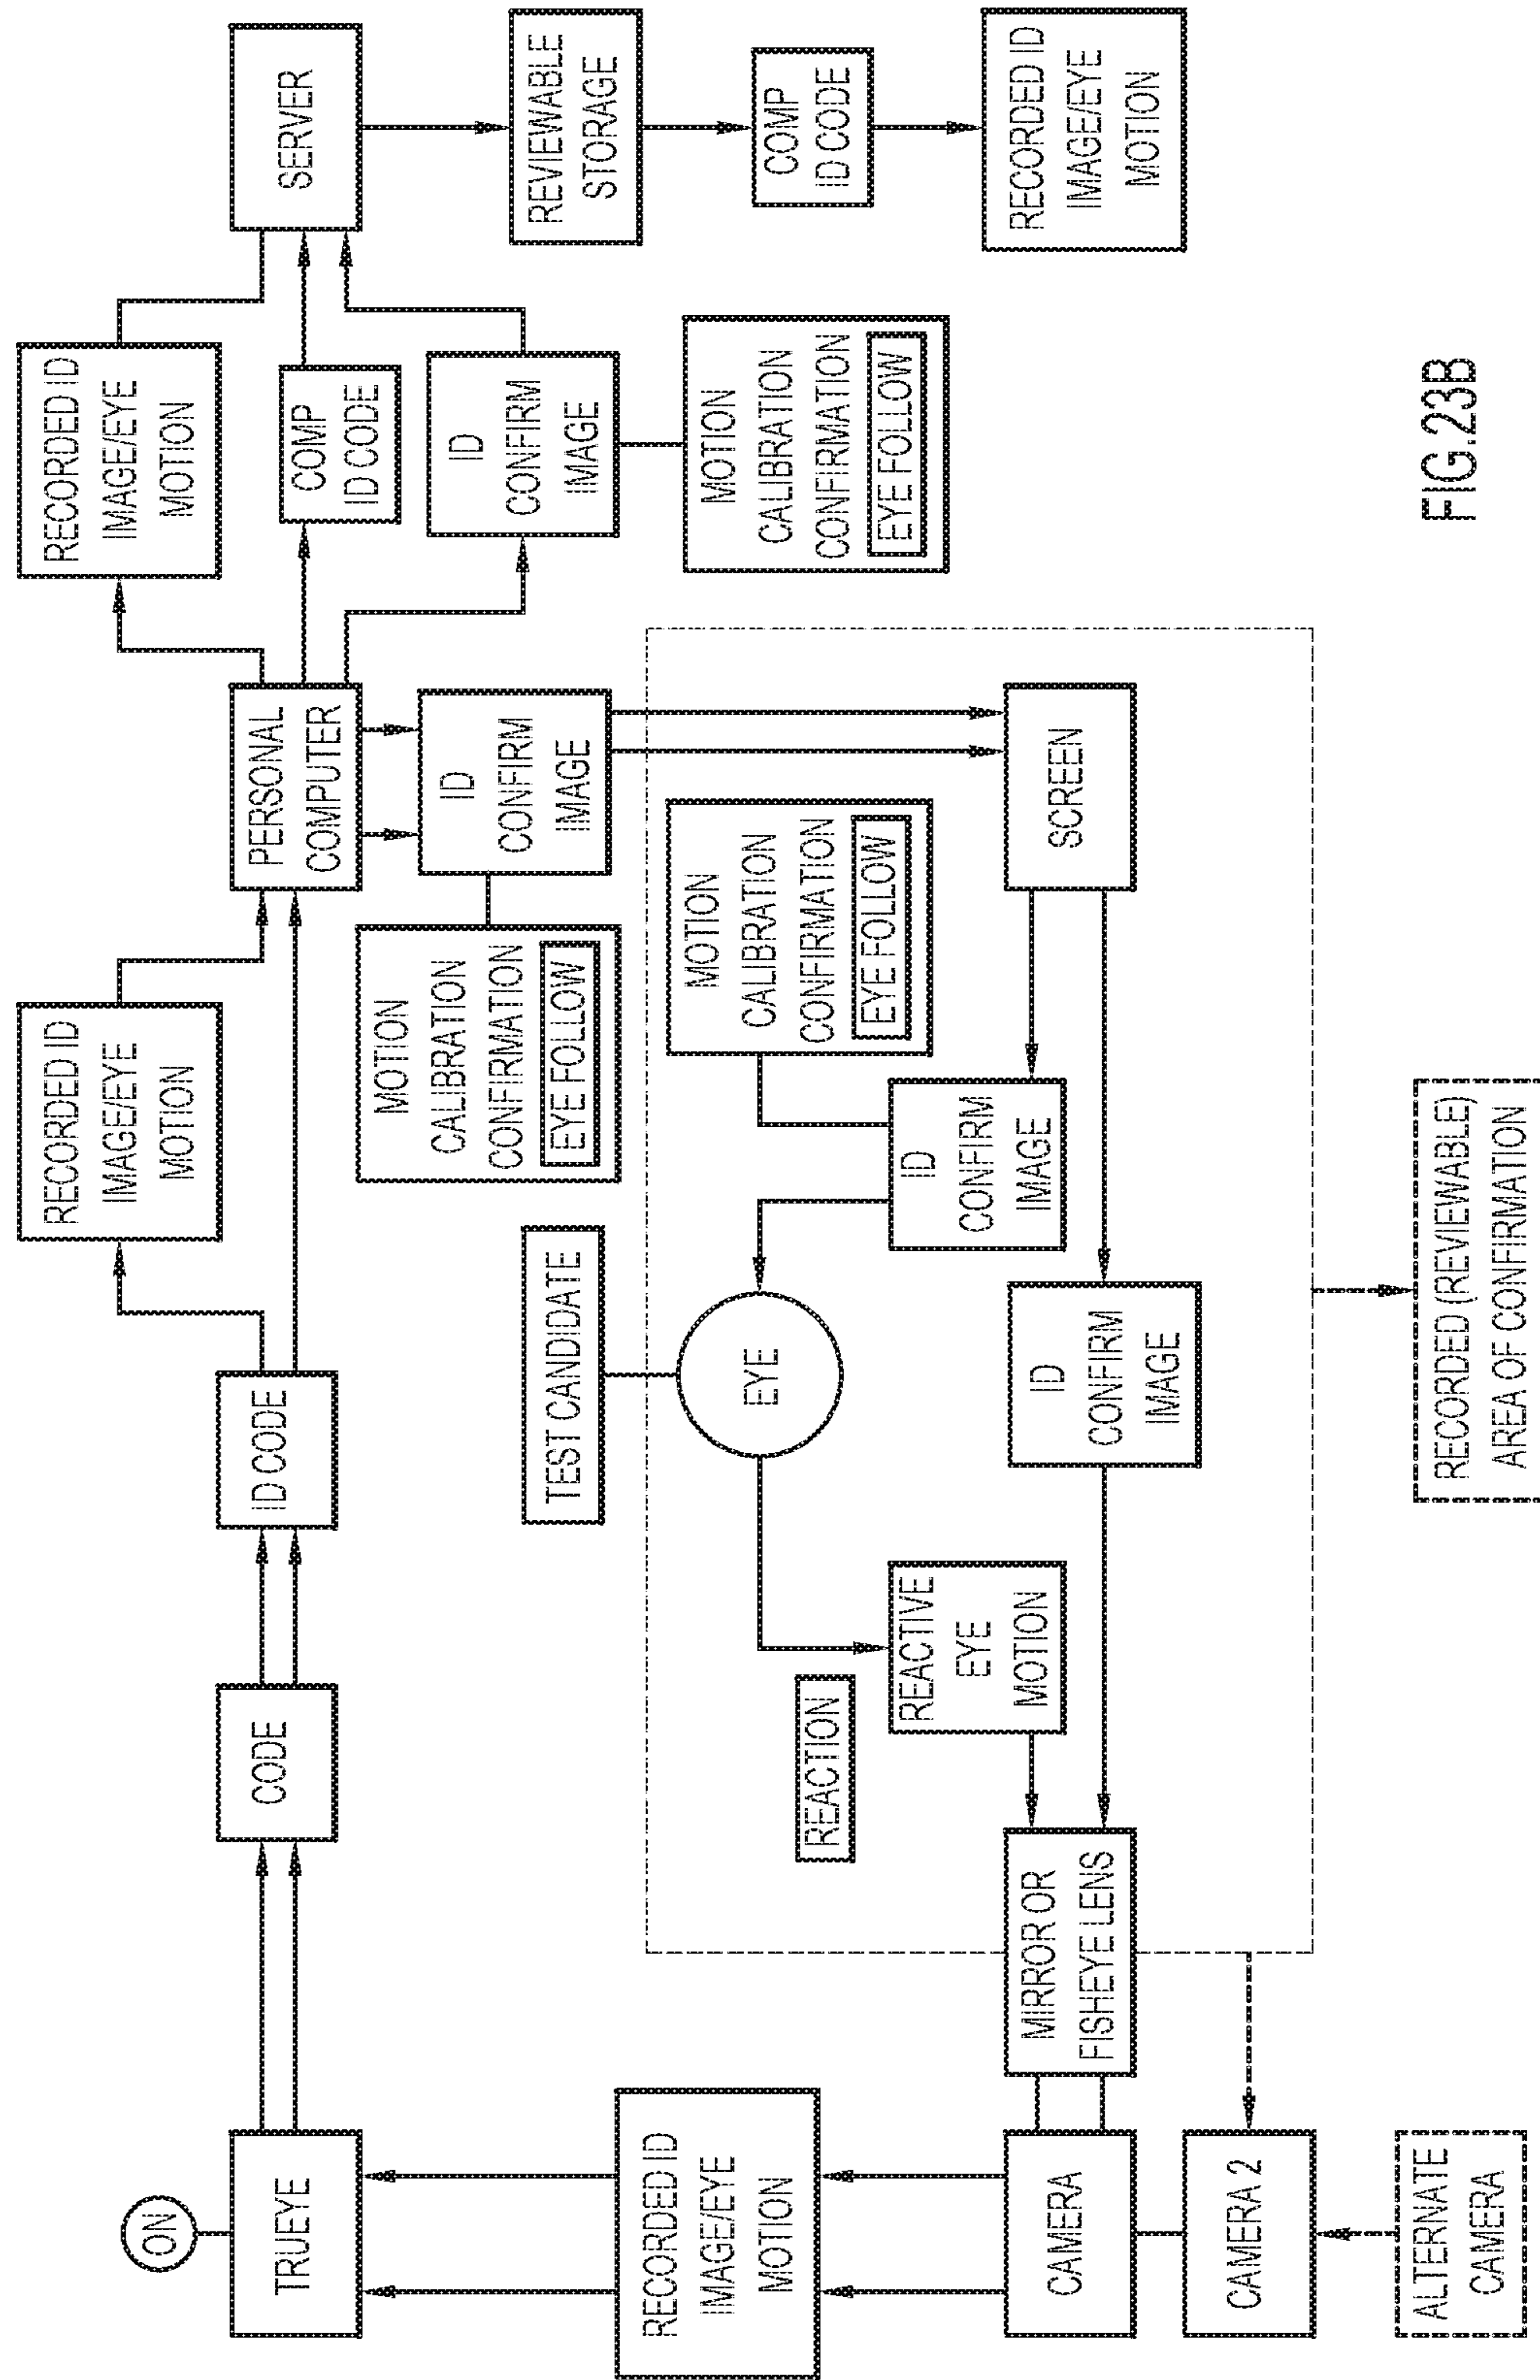 ON
TRUEYE
CODE
ID CODE
RECORDED ID
IMAGE/EYE
MOTION
PERSONAL
COMPUTER
RECORDED ID
IMAGE/EYE
MOTION
COMP
ID CODE
ID
CONFIRM
IMAGE
MOTION
CALIBRATION
CONFIRMATION
EYE FOLLOW
SERVER
REVIEWABLE
STORAGE
COMP
ID CODE
RECORDED ID
IMAGE/EYE
MOTION
ID
CONFIRM
IMAGE
MOTION
CALIBRATION
CONFIRMATION
EYE FOLLOW
RECORDED ID
IMAGE/EYE
MOTION
TEST CANDIDATE
EYE
REACTION
REACTIVE
EYE
MOTION
ID
CONFIRM
IMAGE
MOTION
CALIBRATION
CONFIRMATION
EYE FOLLOW
SCREEN
ID
CONFIRM
IMAGE
MIRROR OR
FISHEYE LENS
CAMERA
CAMERA 2
ALTERNATE
CAMERA
RECORDED (REVIEWABLE)
AREA OF CONFIRMATION
FIG.23B